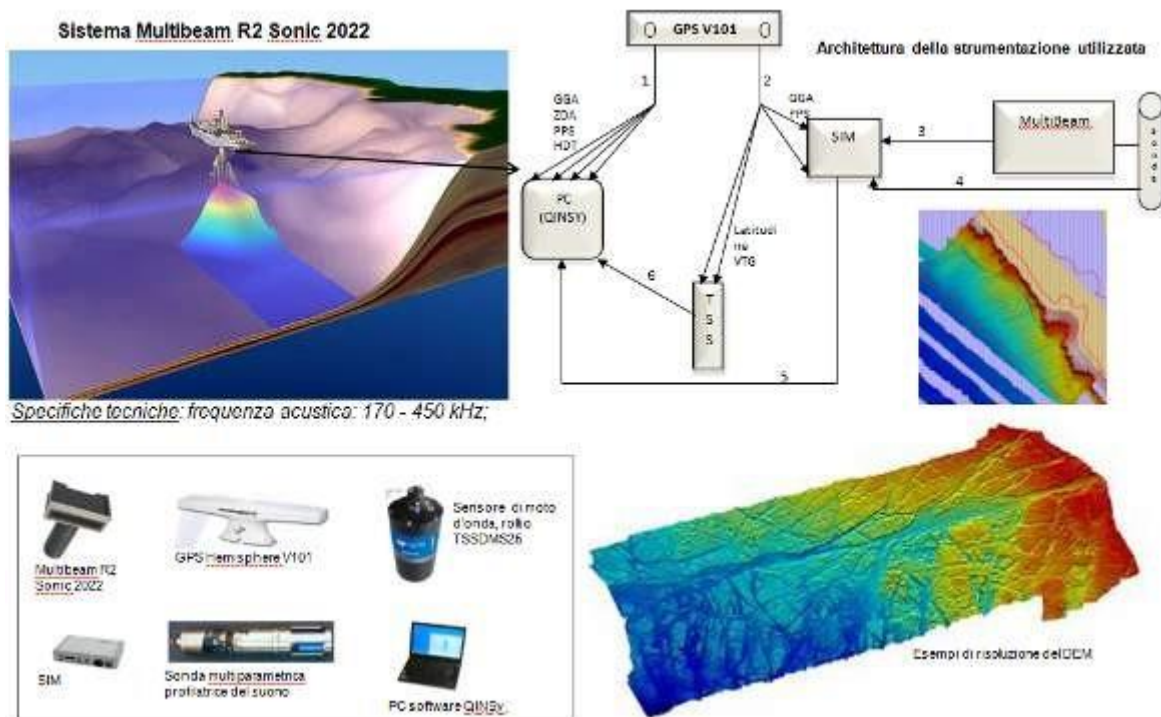 Sistema Multibeam R2 Sonic 2022
GPS V101
Architettura della strumentazione utilizzata
1
2
GGA
ZDA
PPS
HDT
GGA
PPS
SIM
3
MultiBeam
sonda
4
PC
(QINSY)
Latitudi
ne
VTG
6
T
S
S
5
Specifiche tecniche: frequenza acustica: 170 - 450 kHz;
Multibeam R2
Sonic 2022
GPS Hemisphere V101
Sensore di moto
d'onda, rollio
TSSDMS25
SIM
Sonda multiparametrica
profilatrice del suono
PC software QINSy,
Esempi di risoluzione del DEM